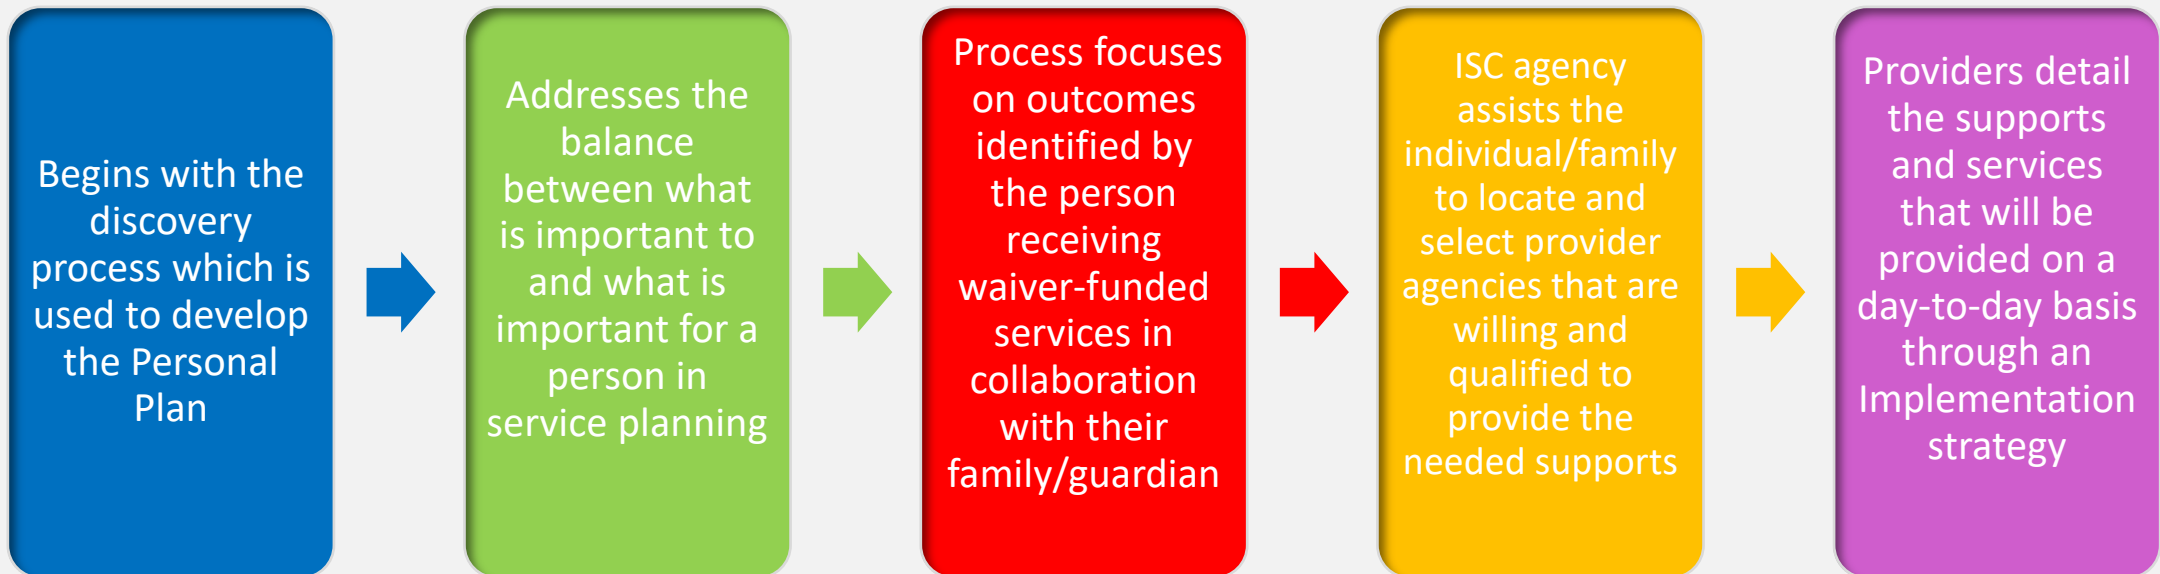 Begins with the
discovery
process which is
used to develop
the Personal
Plan
Addresses the
balance
between what
is important to
and what is
important for a
person in
service planning
Process focuses
on outcomes
identified by
the person
receiving
waiver-funded
services in
collaboration
with their
family/guardian
ISC agency
assists the
individual/family
to locate and
select provider
agencies that are
willing and
qualified to
provide the
needed supports
Providers detail
the supports
and services
that will be
provided on a
day-to-day basis
through an
Implementation
strategy